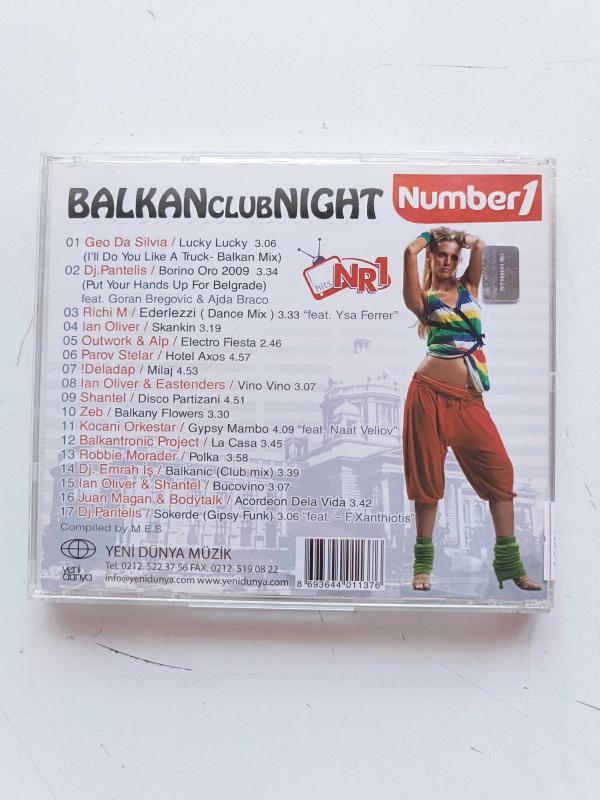 BALKANCLUBNIGHT
Number1
01 Geo Da Silvia / Lucky Lucky 3.06
(I'll Do You Like A Truck- Balkan Mix)
02 Dj.Pantelis / Borino Oro 2009 3.34
(Put Your Hands Up For Belgrade)
feat. Goran Bregovic & Ajda Braco
hits NR1
03 Richi M / Ederlezzi ( Dance Mix ) 3.33 "feat. Ysa Ferrer"
04 Ian Oliver / Skankin 3.19
05 Outwork & Alp / Electro Fiesta 2.46
06 Parov Stelar / Hotel Axos 4.57
07 !Deladap / Milaj 4.53
08 Ian Oliver & Eastenders / Vino Vino 3.07
09 Shantel / Disco Partizani 4.51
10 Zeb / Balkany Flowers 3.30
11 Kocani Orkestar / Gypsy Mambo 4.09 "feat. Naat Veliov"
12 Balkantronic Project / La Casa 3.45
13 Robbie Morader / Polka 3.58
14 Dj. Emrah İş / Balkanic (Club mix) 3.39
15 Ian Oliver & Shantel / Bucovino 3.07
16 Juan Magan & Bodytalk / Acordeon Dela Vida 3.42
17 Dj.Pantelis / Sokerde (Gipsy Funk) 3.06 "feat. – F.Xanthiotis"
Compiled by M.E.S.
yeni dünya
YENİ DÜNYA MÜZİK
Tel. 0212. 522 37 56 FAX. 0212. 519 08 22
info@yenidunya.com www.yenidunya.com
8 693644 011376